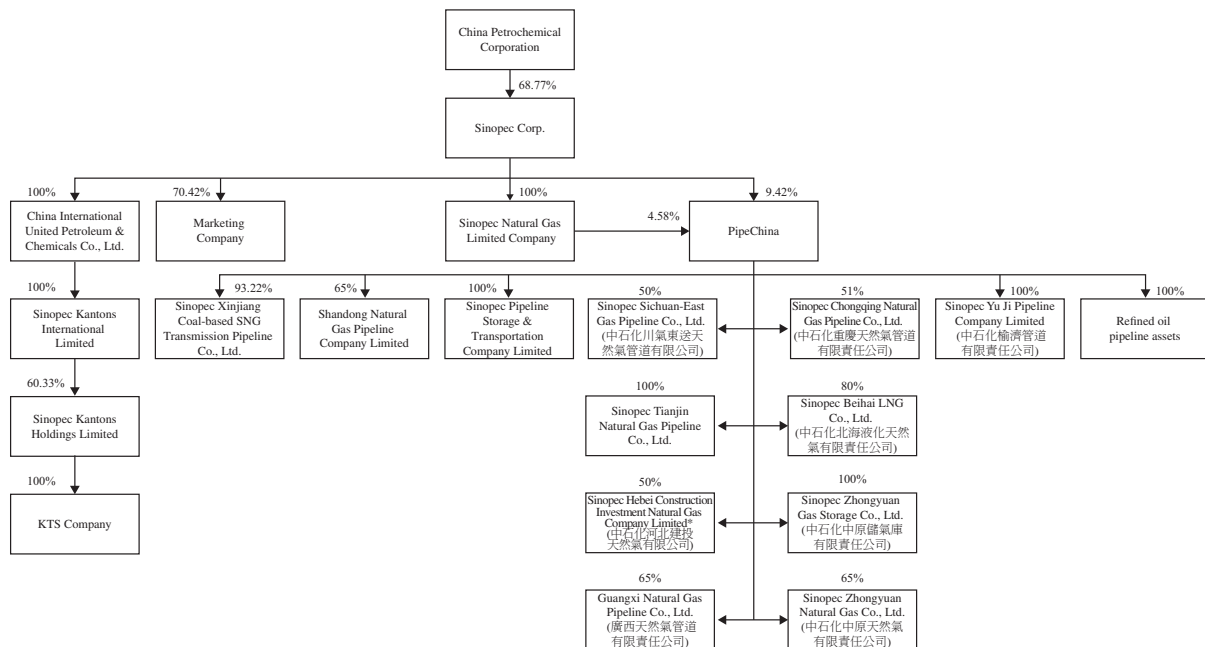 China Petrochemical
Corporation
68.77%
Sinopec Corp.
100%
70.42%
100%
9.42%
China International
United Petroleum &
Chemicals Co., Ltd.
Marketing
Company
Sinopec Natural Gas
Limited Company
4.58%
PipeChina
100%
93.22%
65%
100%
50%
51%
100%
100%
Sinopec Kantons
International
Limited
Sinopec Xinjiang
Coal-based SNG
Transmission Pipeline
Co., Ltd.
Shandong Natural
Gas Pipeline
Company Limited
Sinopec Pipeline
Storage &
Transportation
Company Limited
Sinopec Sichuan-East
Gas Pipeline Co., Ltd.
(中石化川氣東送天
然氣管道有限公司)
Sinopec Chongqing Natural
Gas Pipeline Co., Ltd.
(中石化重慶天然氣管道
有限責任公司)
Sinopec Yu Ji Pipeline
Company Limited
(中石化榆濟管道
有限責任公司)
Refined oil
pipeline assets
60.33%
Sinopec Kantons
Holdings Limited
100%
Sinopec Tianjin
Natural Gas Pipeline
Co., Ltd.
80%
Sinopec Beihai LNG
Co., Ltd.
(中石化北海液化天然
氣有限責任公司)
100%
KTS Company
50%
Sinopec Hebei Construction
Investment Natural Gas
Company Limited*
(中石化河北建投
天然氣有限公司)
100%
Sinopec Zhongyuan
Gas Storage Co., Ltd.
(中石化中原儲氣庫
有限責任公司)
65%
Guangxi Natural Gas
Pipeline Co., Ltd.
(廣西天然氣管道
有限責任公司)
65%
Sinopec Zhongyuan
Natural Gas Co., Ltd.
(中石化中原天然氣
有限責任公司)